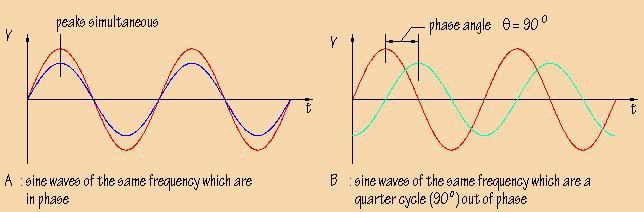 peaks simultaneous
Y
t
A : sine waves of the same frequency which are
in phase
phase angle θ = 90°
Y
t
B : sine waves of the same frequency which are a
quarter cycle (90°) out of phase